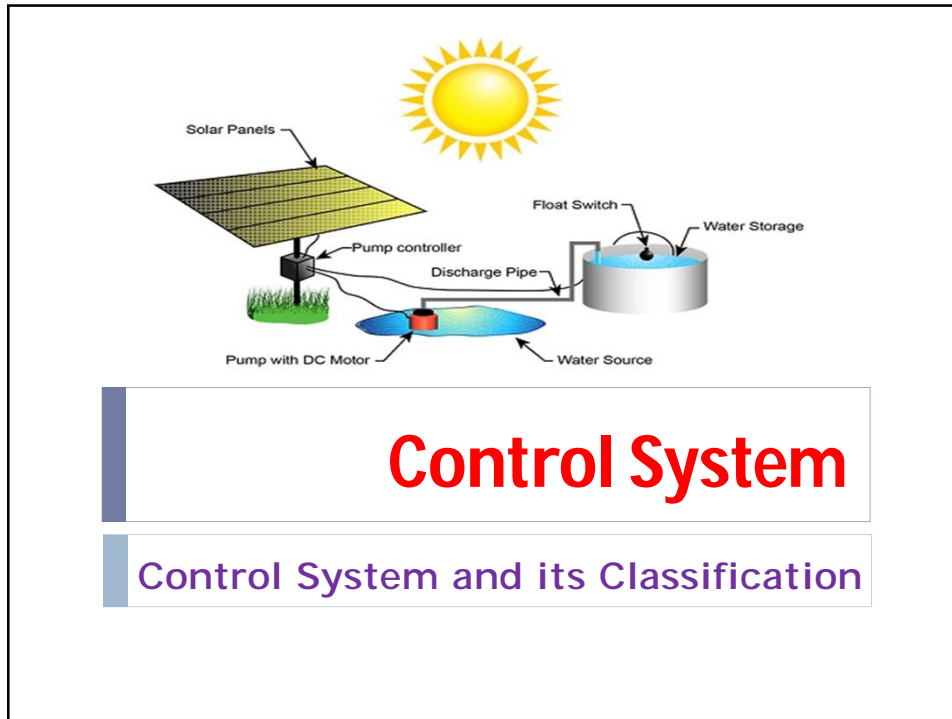 Solar Panels
Float Switch
Water Storage
Pump controller
Discharge Pipe
Pump with DC Motor
Water Source
Control System
Control System and its Classification